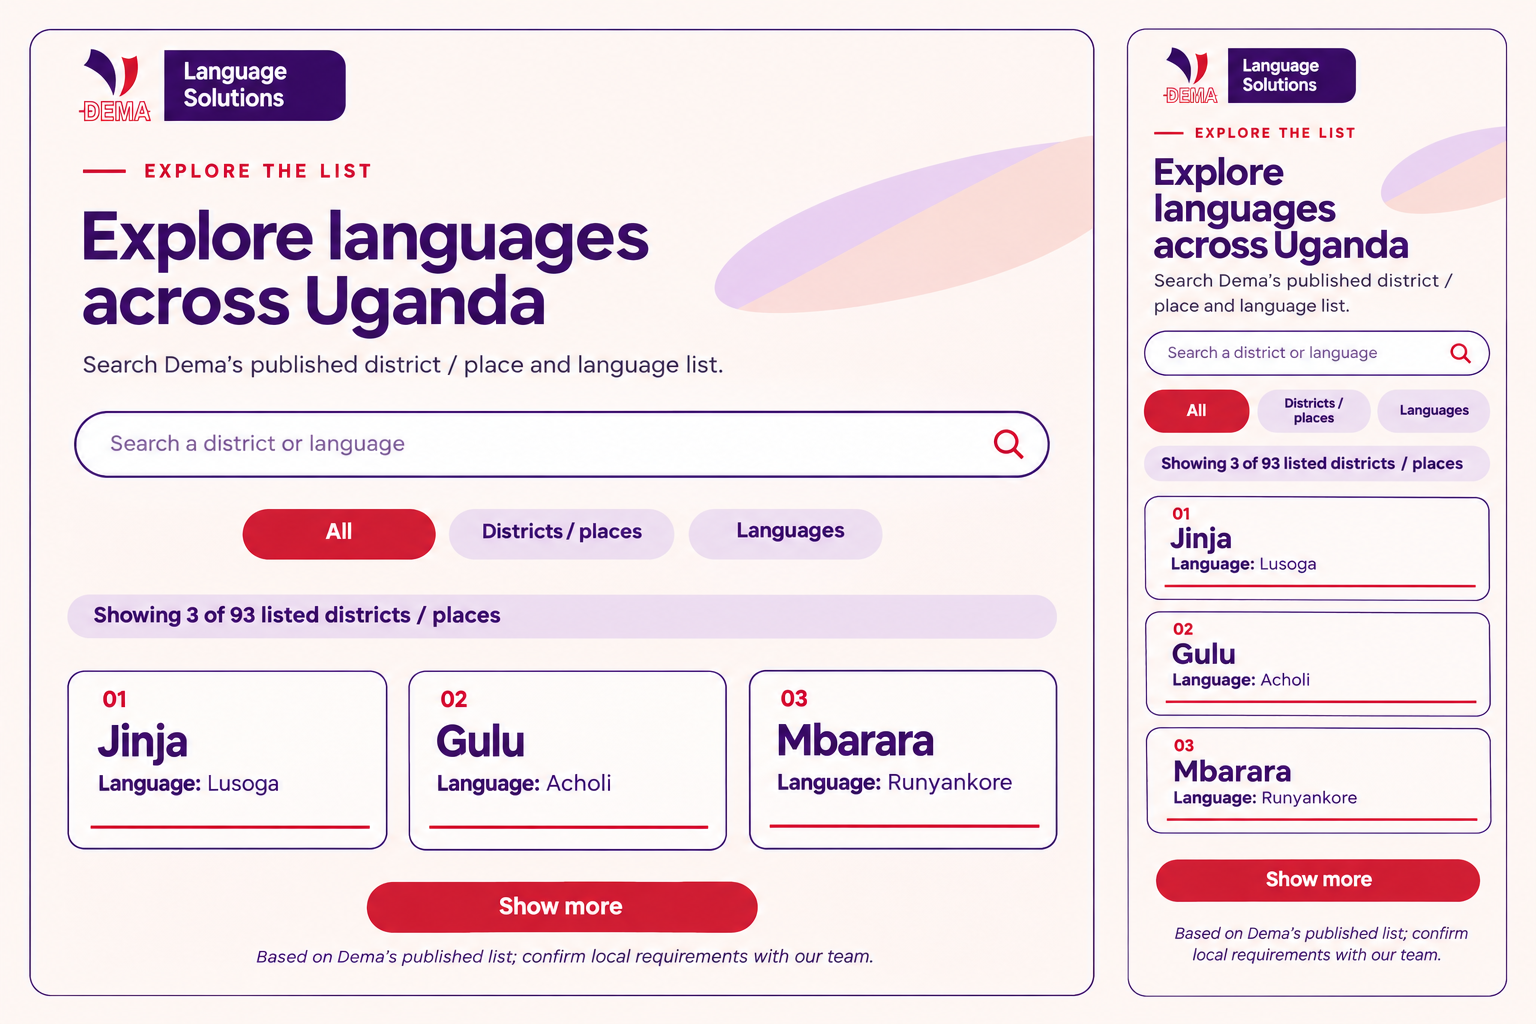 DEMA
Language
Solutions
EXPLORE THE LIST
Explore languages
across Uganda
Search Dema's published district / place and language list.
Search a district or language
All
Districts / places
Languages
Showing 3 of 93 listed districts / places
01
Jinja
Language: Lusoga
02
Gulu
Language: Acholi
03
Mbarara
Language: Runyankore
Show more
Based on Dema's published list; confirm local requirements with our team.
DEMA
Language
Solutions
EXPLORE THE LIST
Explore
languages
across Uganda
Search Dema's published district /
place and language list.
Search a district or language
All
Districts /
places
Languages
Showing 3 of 93 listed districts / places
01
Jinja
Language: Lusoga
02
Gulu
Language: Acholi
03
Mbarara
Language: Runyankore
Show more
Based on Dema's published list; confirm
local requirements with our team.